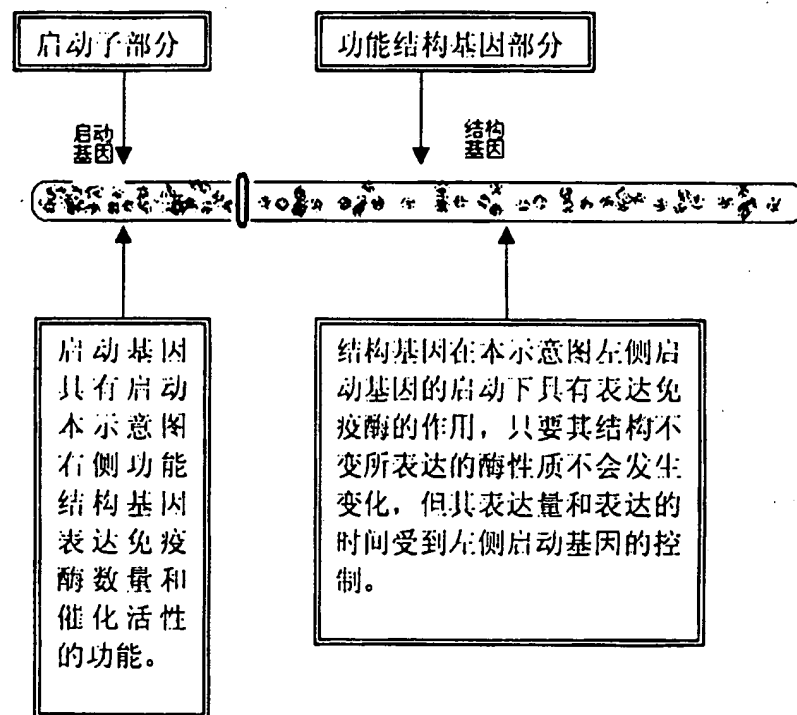 启动子部分
功能结构基因部分
启动
基因
结构
基因
启动基因
具有启动
本示意图
右侧功能
结构基因
表达免疫
酶数量和
催化活性
的功能。
结构基因在本示意图左侧启
动基因的启动下具有表达免
疫酶的作用，只要其结构不
变所表达的酶性质不会发生
变化，但其表达量和表达的
时间受到左侧启动基因的控
制。